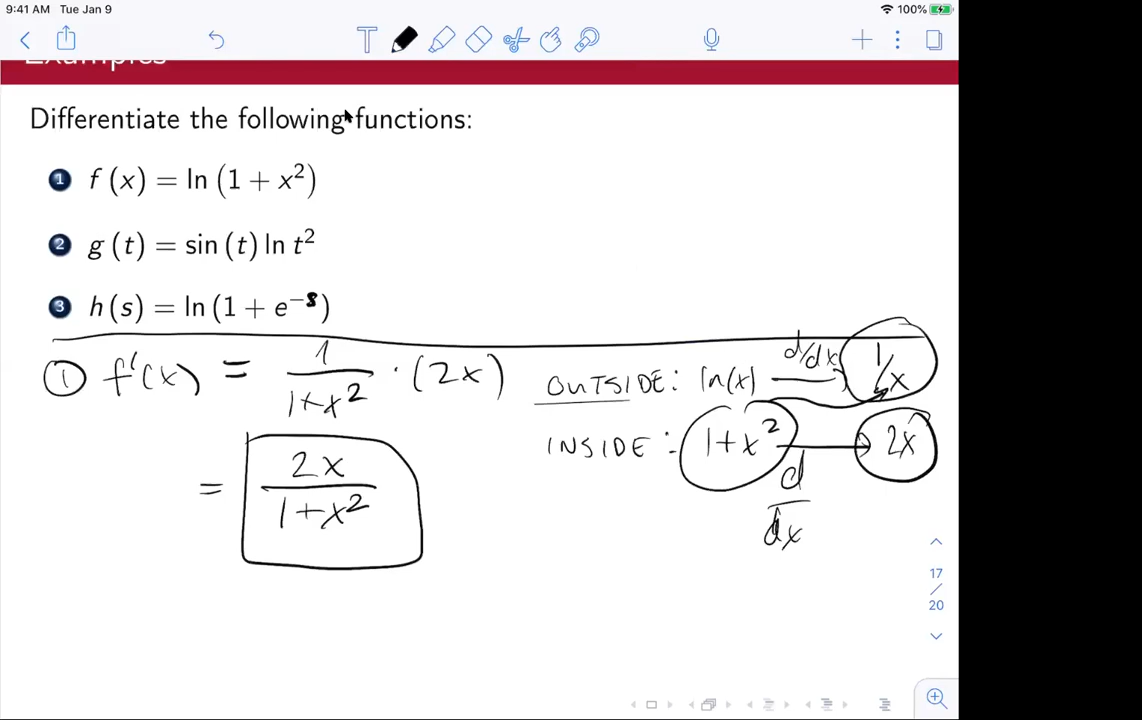 9:41 AM Tue Jan 9
100%
Examples
Differentiate the following functions:
1 f (x) = ln (1 + x²)
2 g (t) = sin (t) ln t²
3 h (s) = ln (1 + e⁻ˢ)
① f'(x) = 1/(1+x²) · (2x)
= 2x/(1+x²)
OUTSIDE: ln(x) d/dx → 1/x
INSIDE: 1+x² → 2x
d/dx
17
/
20